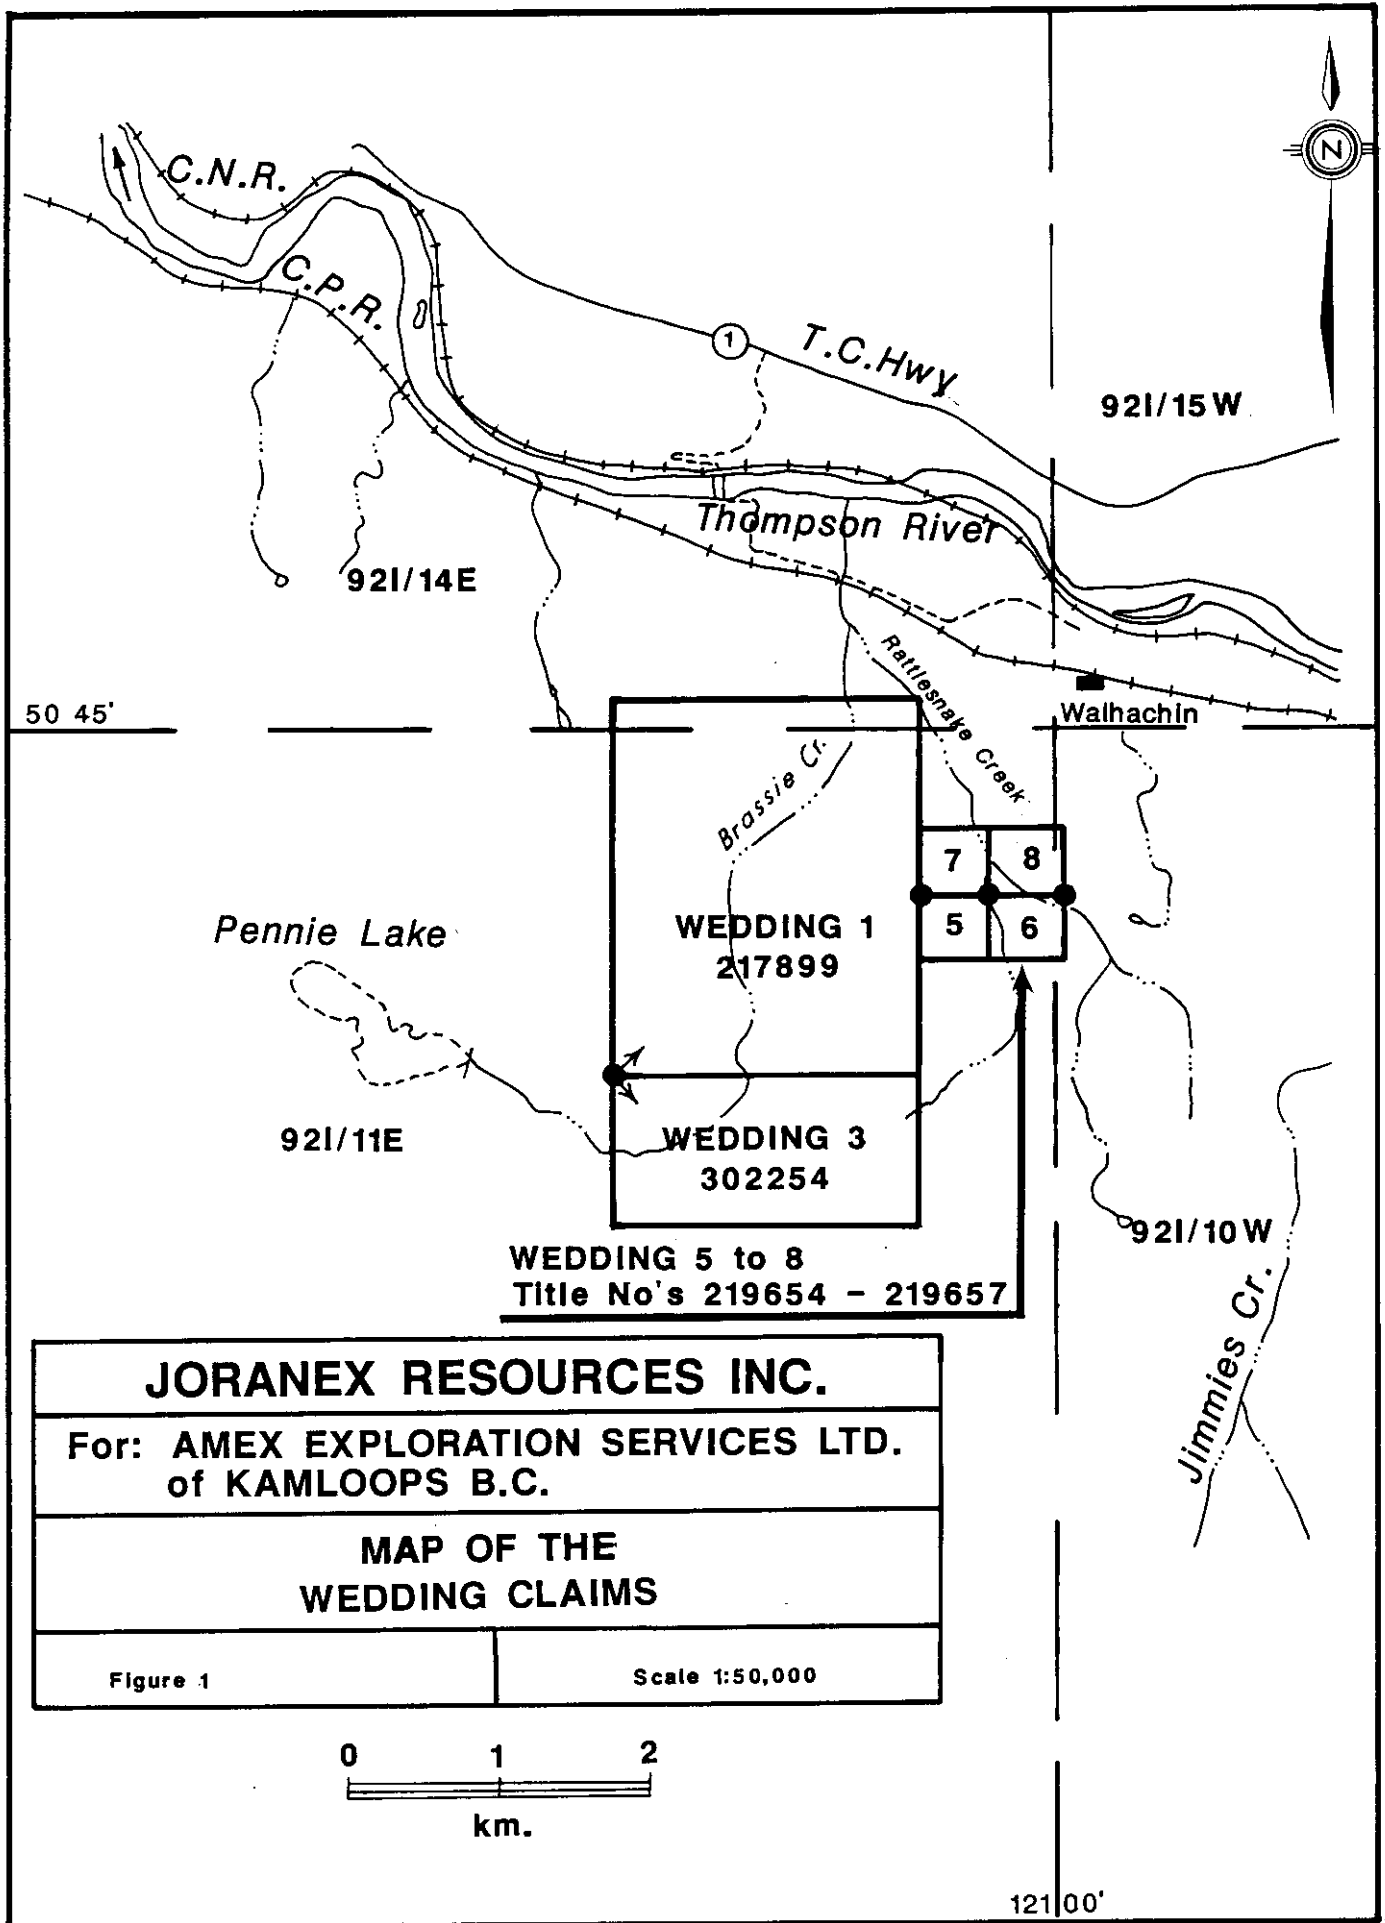 N
C.N.R.
C.P.R.
1
T.C.Hwy
92I/15W
Thompson River
92I/14E
Rattlesnake Creek
50 45'
Walhachin
Brassie Cr.
7
8
5
6
Pennie Lake
WEDDING 1
217899
92I/11E
WEDDING 3
302254
92I/10W
WEDDING 5 to 8
Title No's 219654 - 219657
Jimmies Cr.
JORANEX RESOURCES INC.
For: AMEX EXPLORATION SERVICES LTD.
of KAMLOOPS B.C.
MAP OF THE
WEDDING CLAIMS
Figure 1
Scale 1:50,000
0 1 2
km.
121 00'